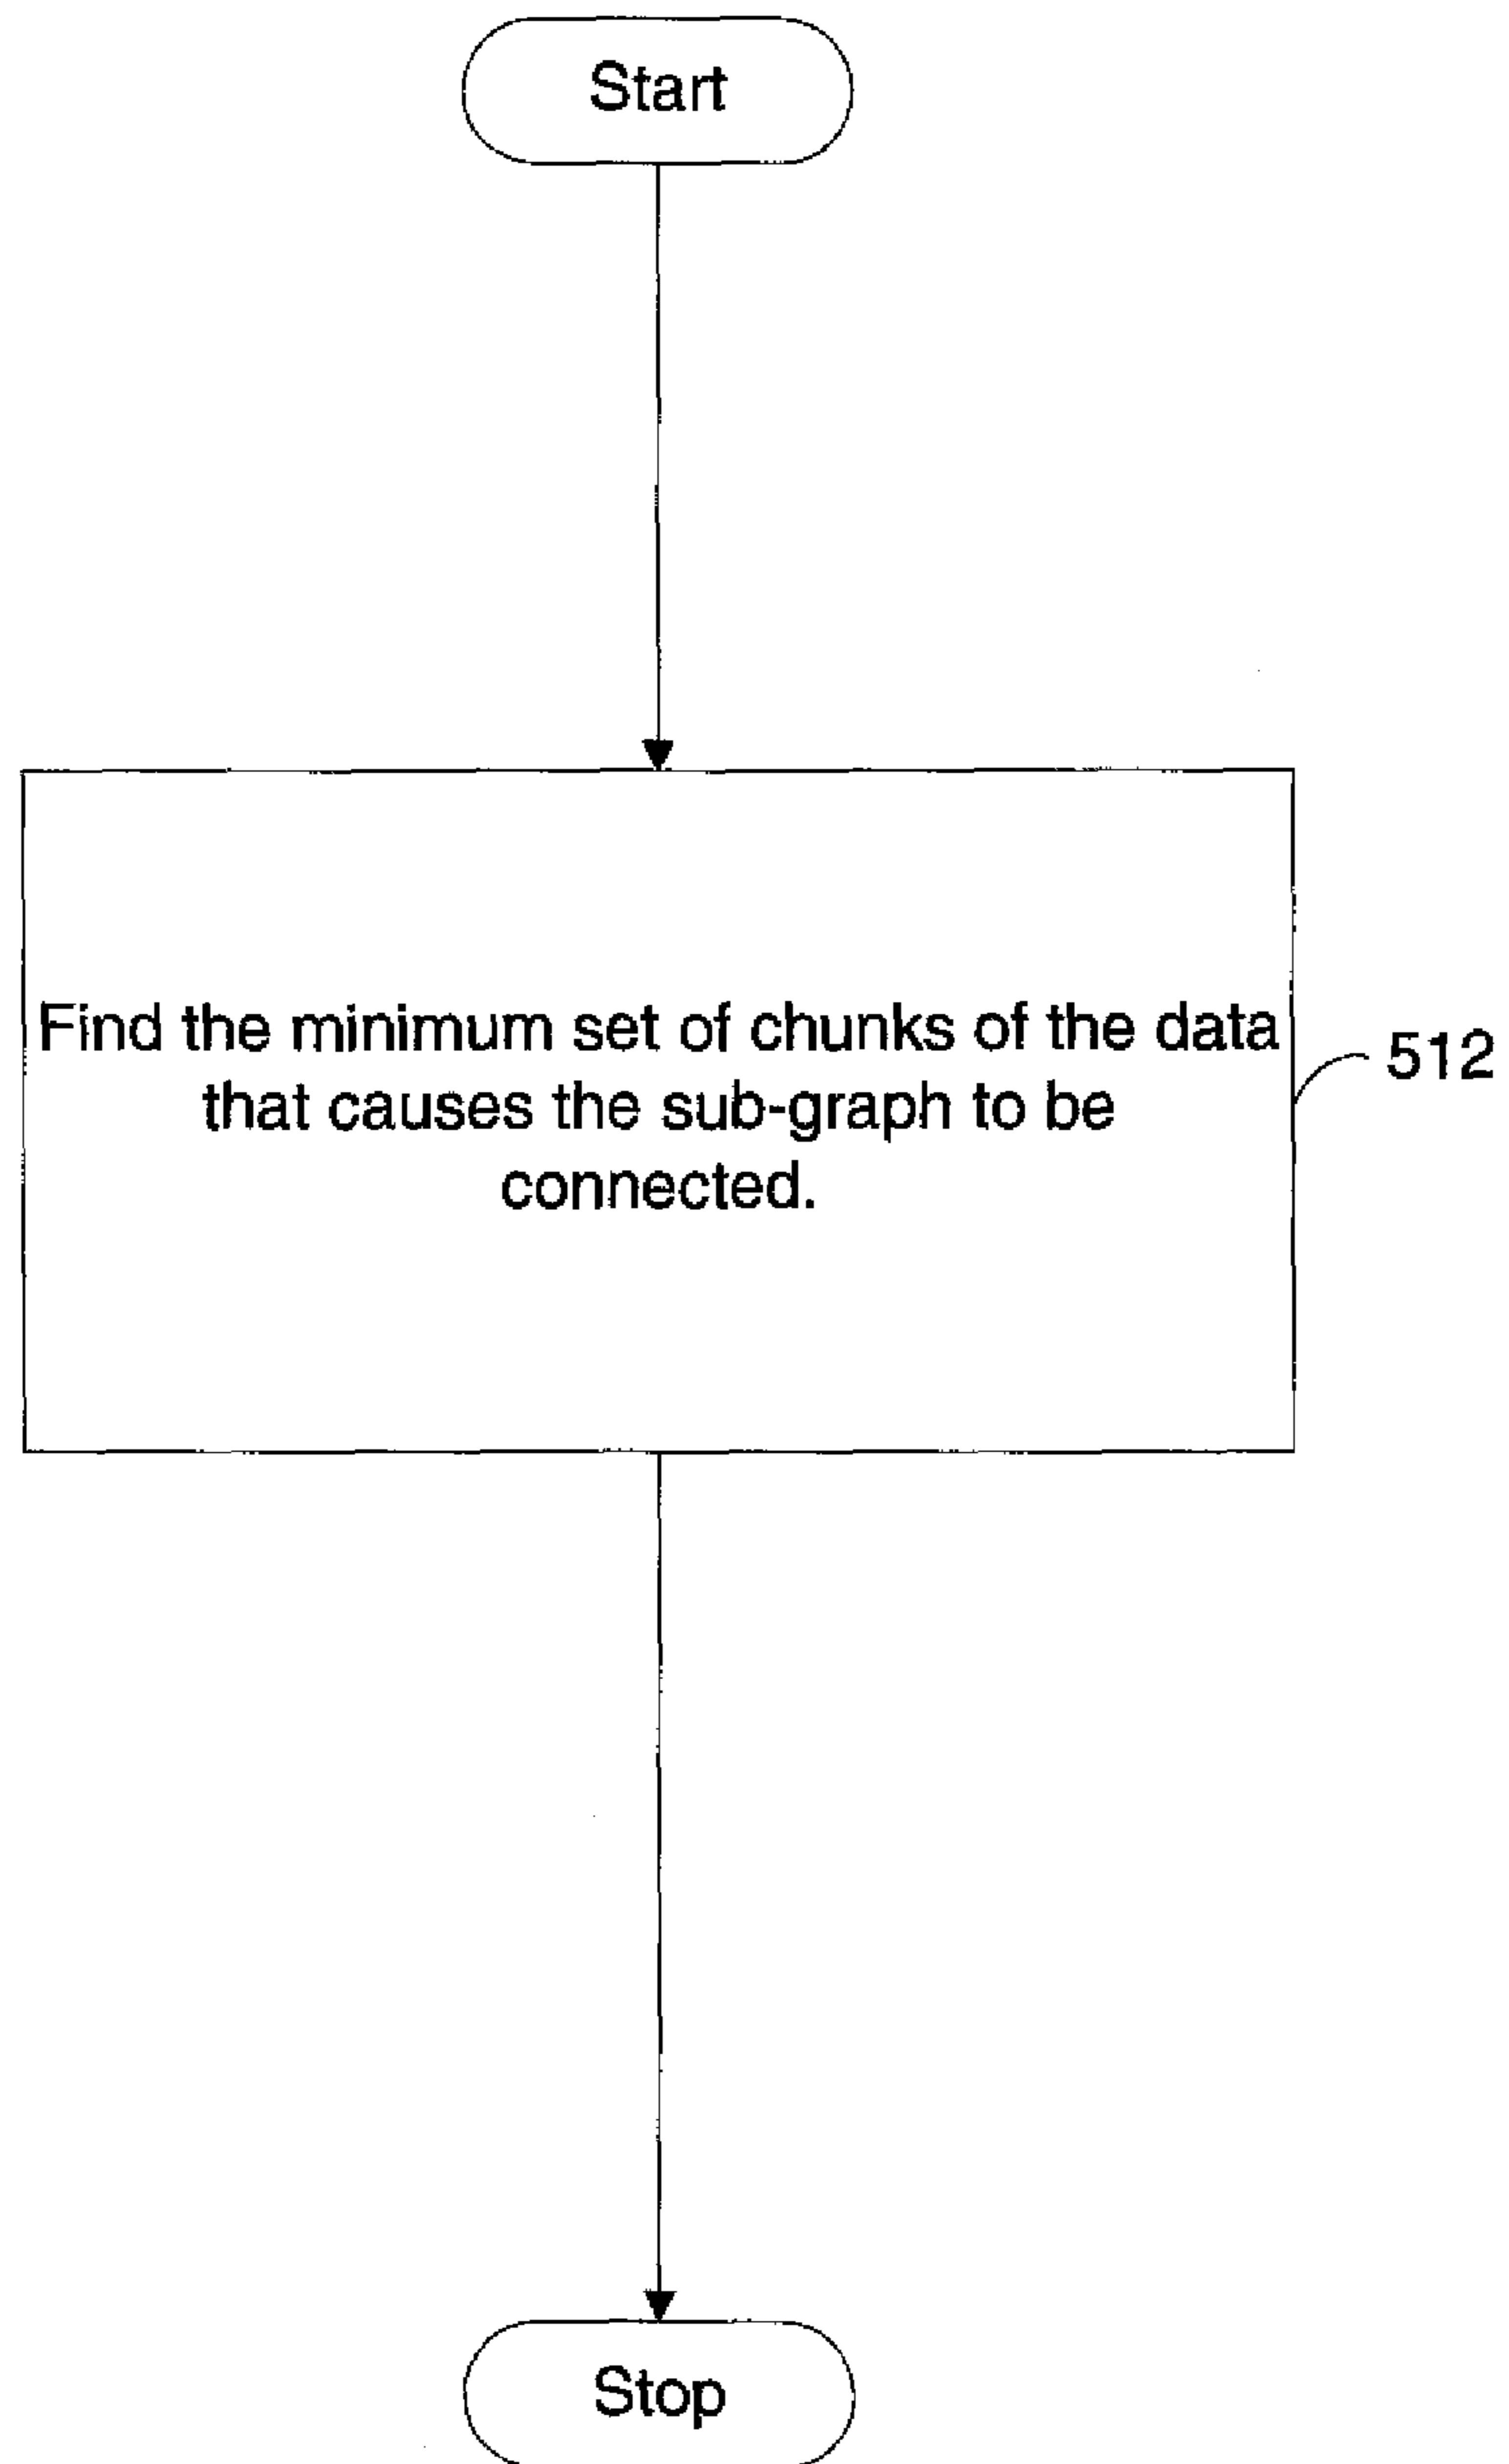 Start
Find the minimum set of chunks of the data
that causes the sub-graph to be
connected.
512
Stop